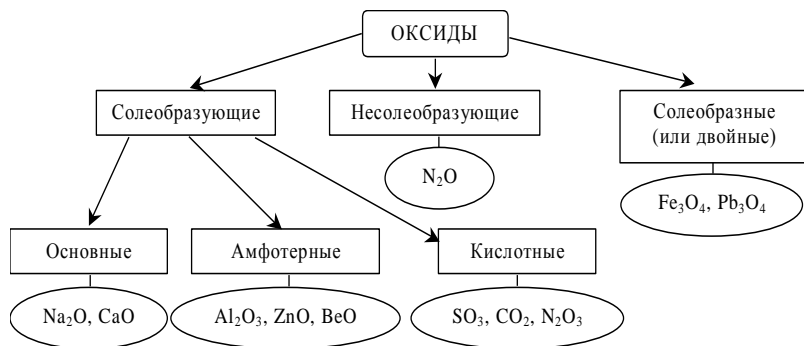 ОКСИДЫ
Солеобразующие
Несолеобразующие
Солеобразные
(или двойные)
N₂O
Fe₃O₄, Pb₃O₄
Основные
Амфотерные
Кислотные
Na₂O, CaO
Al₂O₃, ZnO, BeO
SO₃, CO₂, N₂O₃